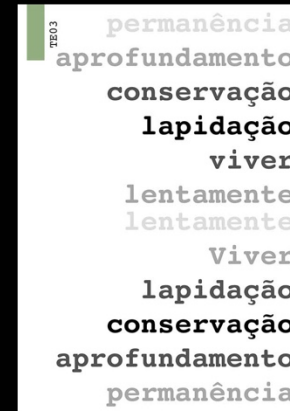 TE03
permanência
aprofundamento
conservação
lapidação
viver
lentamente
lentamente
Viver
lapidação
conservação
aprofundamento
permanência